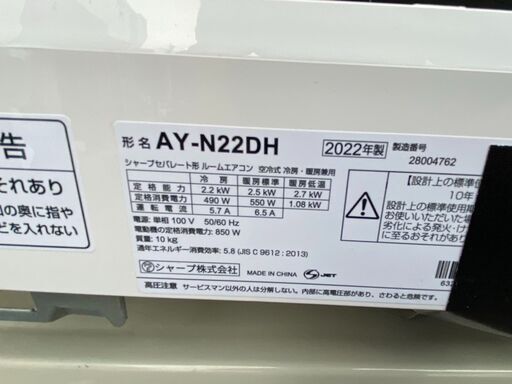 告
それあり
の奥に指や
どを入れない
形名 AY-N22DH 2022年製 製造番号 28004762
シャープセパレート形 ルームエアコン 空冷式 冷房・暖房兼用
冷房 暖房標準 暖房低温
定格能力 2.2 kW 2.5 kW 2.7 kW
定格消費電力 490 W 550 W 1.08 kW
運転電流 5.7 A 6.5 A
電源: 単相 100 V 50/60 Hz
電動機の定格消費電力: 850 W
質量: 10 kg
通年エネルギー消費効率: 5.8 (JIS C 9612 : 2013)
シャープ株式会社 MADE IN CHINA S JET
高圧注意 サービスマン以外の人は分解しない。内部に高電圧部があり、さわると危険です。
【設計上の標準使
10年
設計上の標準使用期
お使いいただいた場
劣化による発火・け
に至るおそれがあり